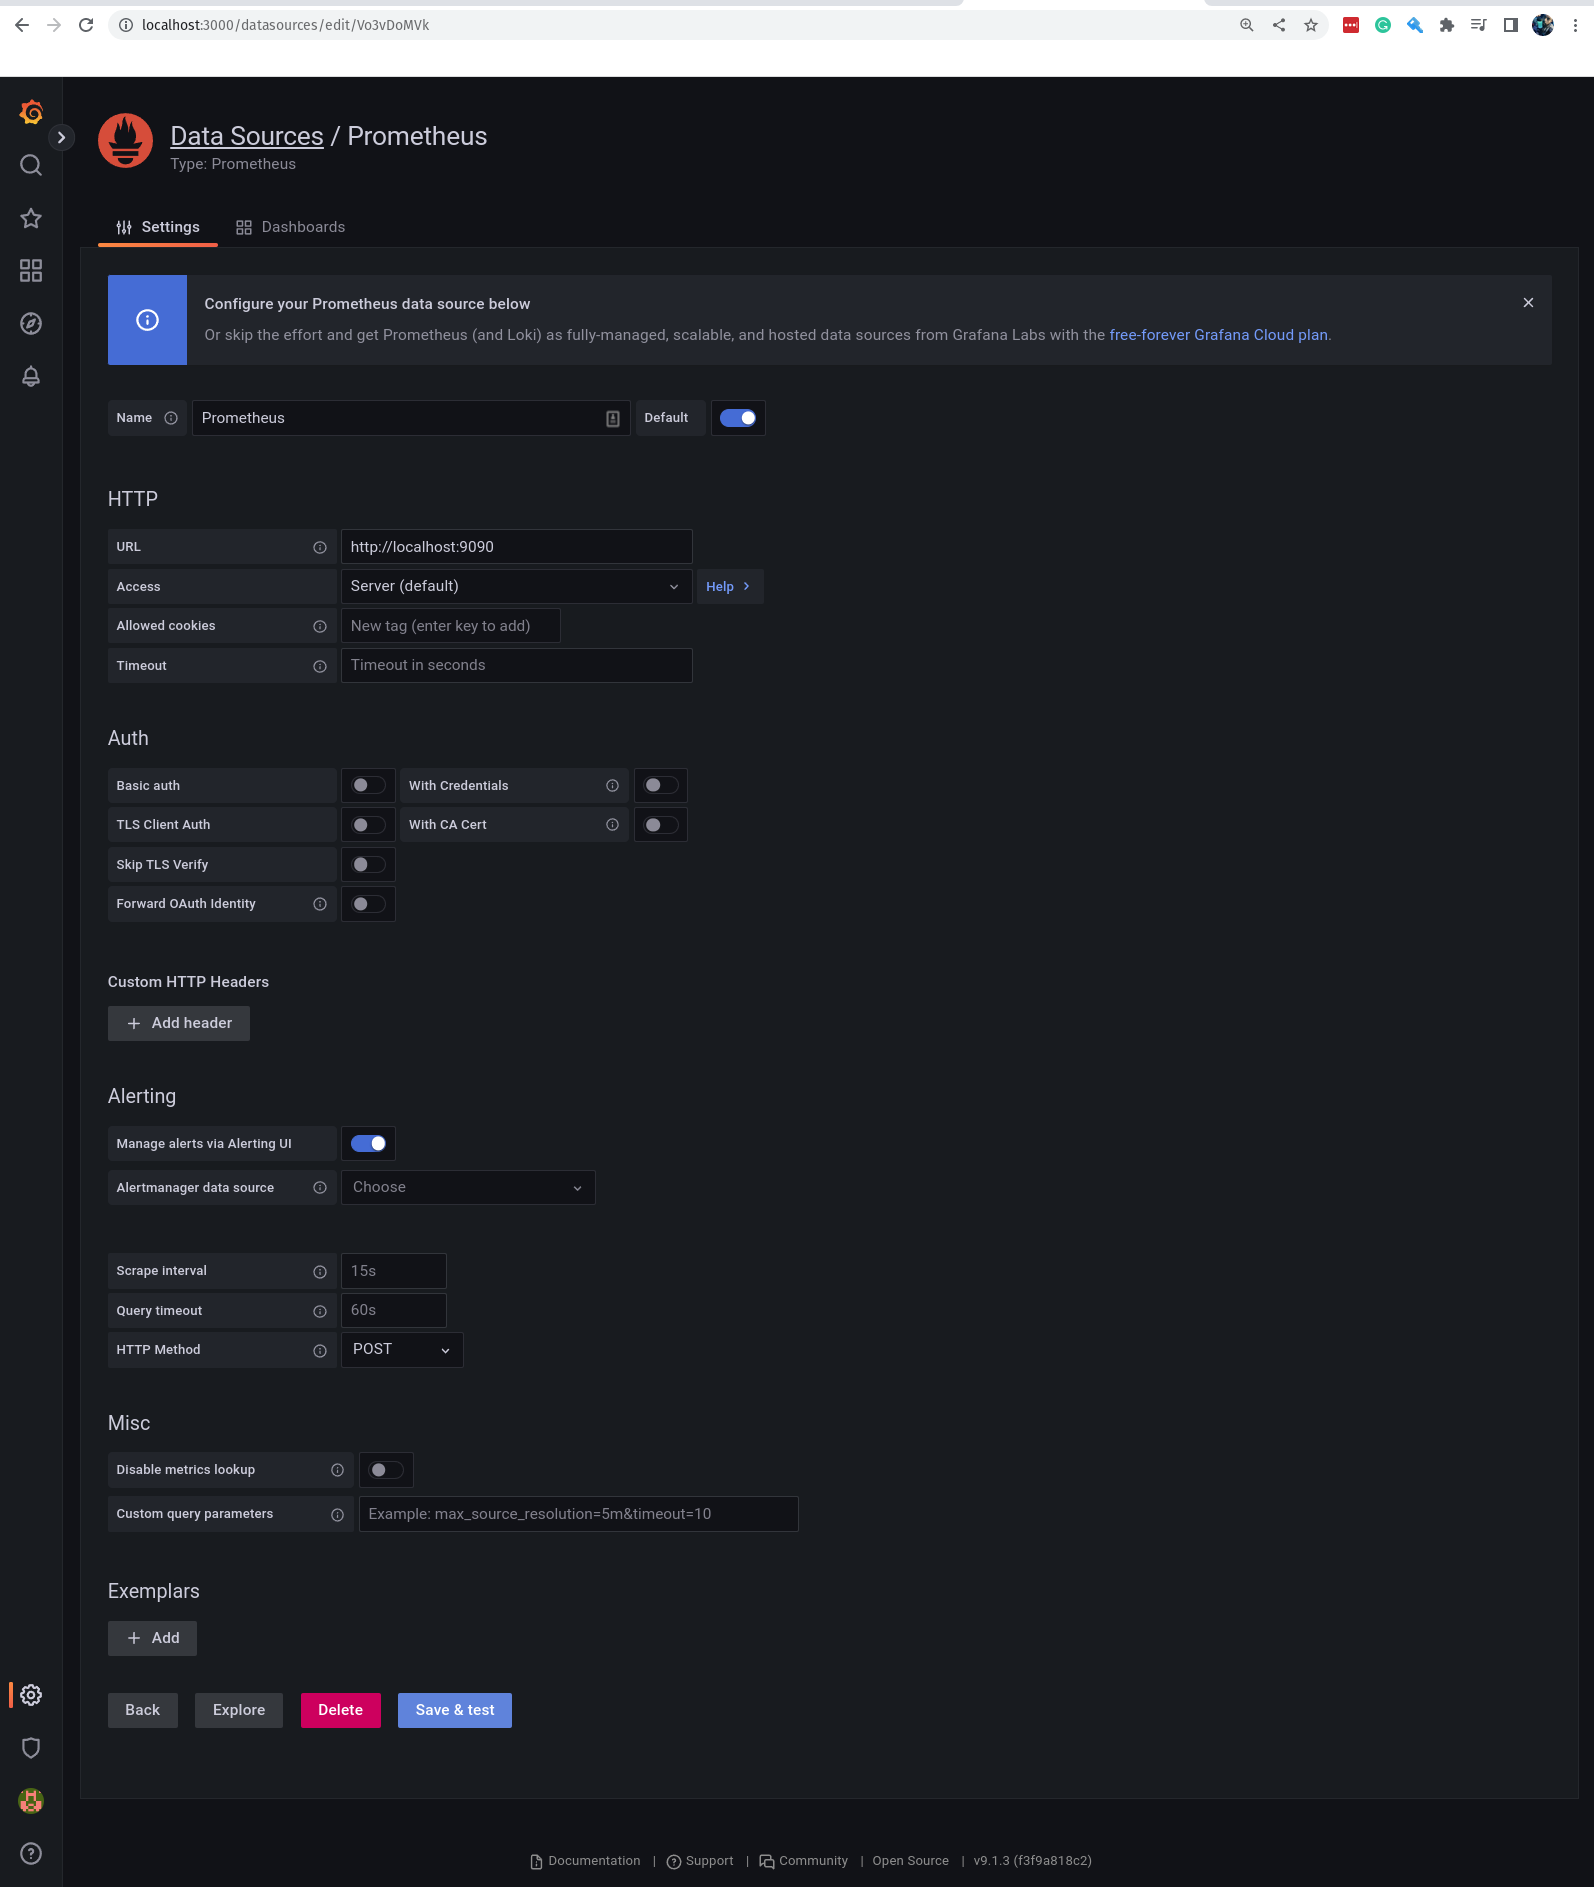 localhost:3000/datasources/edit/Vo3vDoMVk
Data Sources / Prometheus
Type: Prometheus
Settings
Dashboards
Configure your Prometheus data source below
Or skip the effort and get Prometheus (and Loki) as fully-managed, scalable, and hosted data sources from Grafana Labs with the free-forever Grafana Cloud plan.
Name Prometheus Default
HTTP
URL http://localhost:9090
Access Server (default) Help
Allowed cookies New tag (enter key to add)
Timeout Timeout in seconds
Auth
Basic auth With Credentials
TLS Client Auth With CA Cert
Skip TLS Verify
Forward OAuth Identity
Custom HTTP Headers
Add header
Alerting
Manage alerts via Alerting UI
Alertmanager data source Choose
Scrape interval 15s
Query timeout 60s
HTTP Method POST
Misc
Disable metrics lookup
Custom query parameters Example: max_source_resolution=5m&timeout=10
Exemplars
Add
Back Explore Delete Save & test
Documentation | Support | Community | Open Source | v9.1.3 (f3f9a818c2)